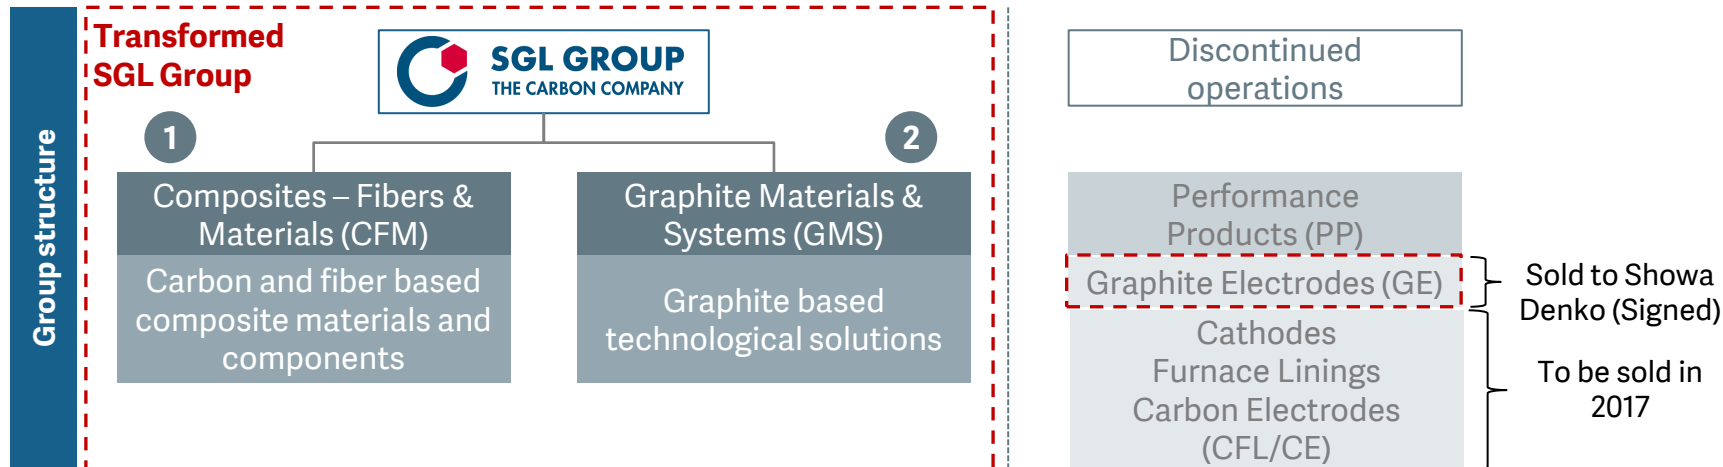 Group structure
Transformed
SGL Group
SGL GROUP
THE CARBON COMPANY
1
2
Composites – Fibers &
Materials (CFM)
Carbon and fiber based
composite materials and
components
Graphite Materials &
Systems (GMS)
Graphite based
technological solutions
Discontinued
operations
Performance
Products (PP)
Graphite Electrodes (GE)
Sold to Showa
Denko (Signed)
Cathodes
Furnace Linings
Carbon Electrodes
(CFL/CE)
To be sold in
2017